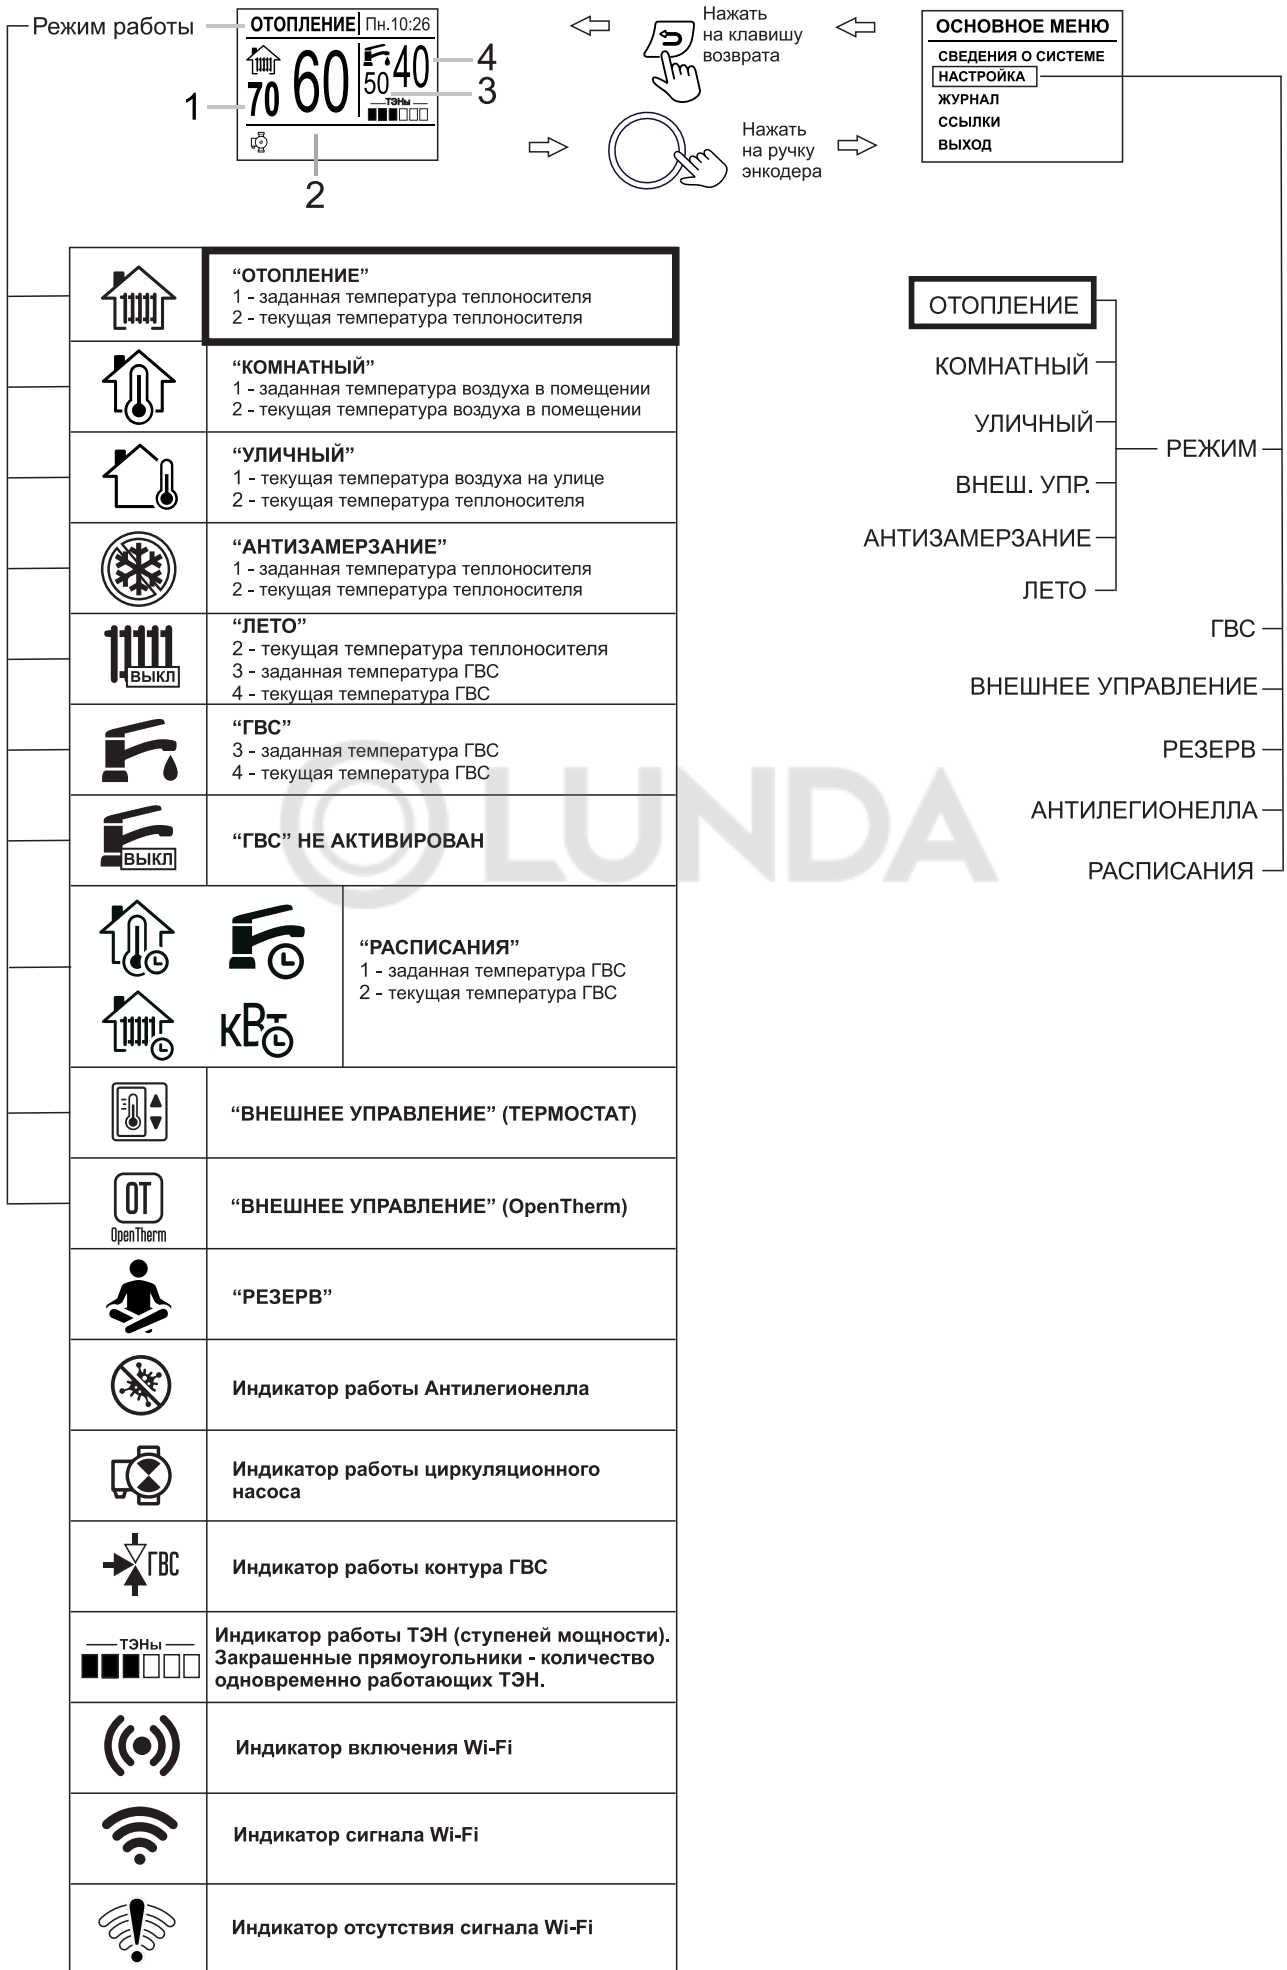 Режим работы
ОТОПЛЕНИЕ Пн.10:26
70
60
50
40
ТЭНы
1
2
3
4
Нажать
на клавишу
возврата
Нажать
на ручку
энкодера
ОСНОВНОЕ МЕНЮ
СВЕДЕНИЯ О СИСТЕМЕ
НАСТРОЙКА
ЖУРНАЛ
ССЫЛКИ
ВЫХОД
“ОТОПЛЕНИЕ”
1 - заданная температура теплоносителя
2 - текущая температура теплоносителя
“КОМНАТНЫЙ”
1 - заданная температура воздуха в помещении
2 - текущая температура воздуха в помещении
“УЛИЧНЫЙ”
1 - текущая температура воздуха на улице
2 - текущая температура теплоносителя
“АНТИЗАМЕРЗАНИЕ”
1 - заданная температура теплоносителя
2 - текущая температура теплоносителя
ВЫКЛ
“ЛЕТО”
2 - текущая температура теплоносителя
3 - заданная температура ГВС
4 - текущая температура ГВС
“ГВС”
3 - заданная температура ГВС
4 - текущая температура ГВС
ВЫКЛ
“ГВС” НЕ АКТИВИРОВАН
кВт
“РАСПИСАНИЯ”
1 - заданная температура ГВС
2 - текущая температура ГВС
“ВНЕШНЕЕ УПРАВЛЕНИЕ” (ТЕРМОСТАТ)
OT
OpenTherm
“ВНЕШНЕЕ УПРАВЛЕНИЕ” (OpenTherm)
“РЕЗЕРВ”
Индикатор работы Антилегионелла
Индикатор работы циркуляционного
насоса
ГВС
Индикатор работы контура ГВС
ТЭНы
Индикатор работы ТЭН (ступеней мощности).
Закрашенные прямоугольники - количество
одновременно работающих ТЭН.
Индикатор включения Wi-Fi
Индикатор сигнала Wi-Fi
Индикатор отсутствия сигнала Wi-Fi
ОТОПЛЕНИЕ
КОМНАТНЫЙ
УЛИЧНЫЙ
ВНЕШ. УПР.
АНТИЗАМЕРЗАНИЕ
ЛЕТО
РЕЖИМ
ГВС
ВНЕШНЕЕ УПРАВЛЕНИЕ
РЕЗЕРВ
АНТИЛЕГИОНЕЛЛА
РАСПИСАНИЯ
LUNDA